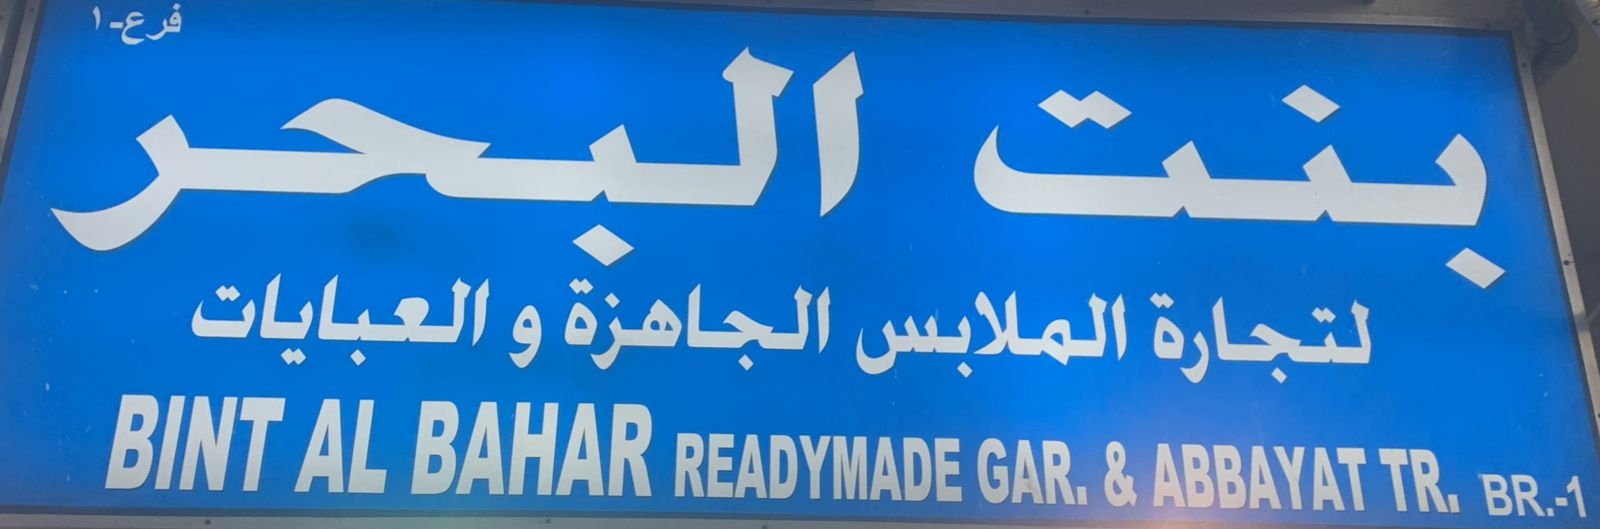 فرع-١
بنت البحر
لتجارة الملابس الجاهزة و العبايات
BINT AL BAHAR READYMADE GAR. & ABBAYAT TR. BR.-1